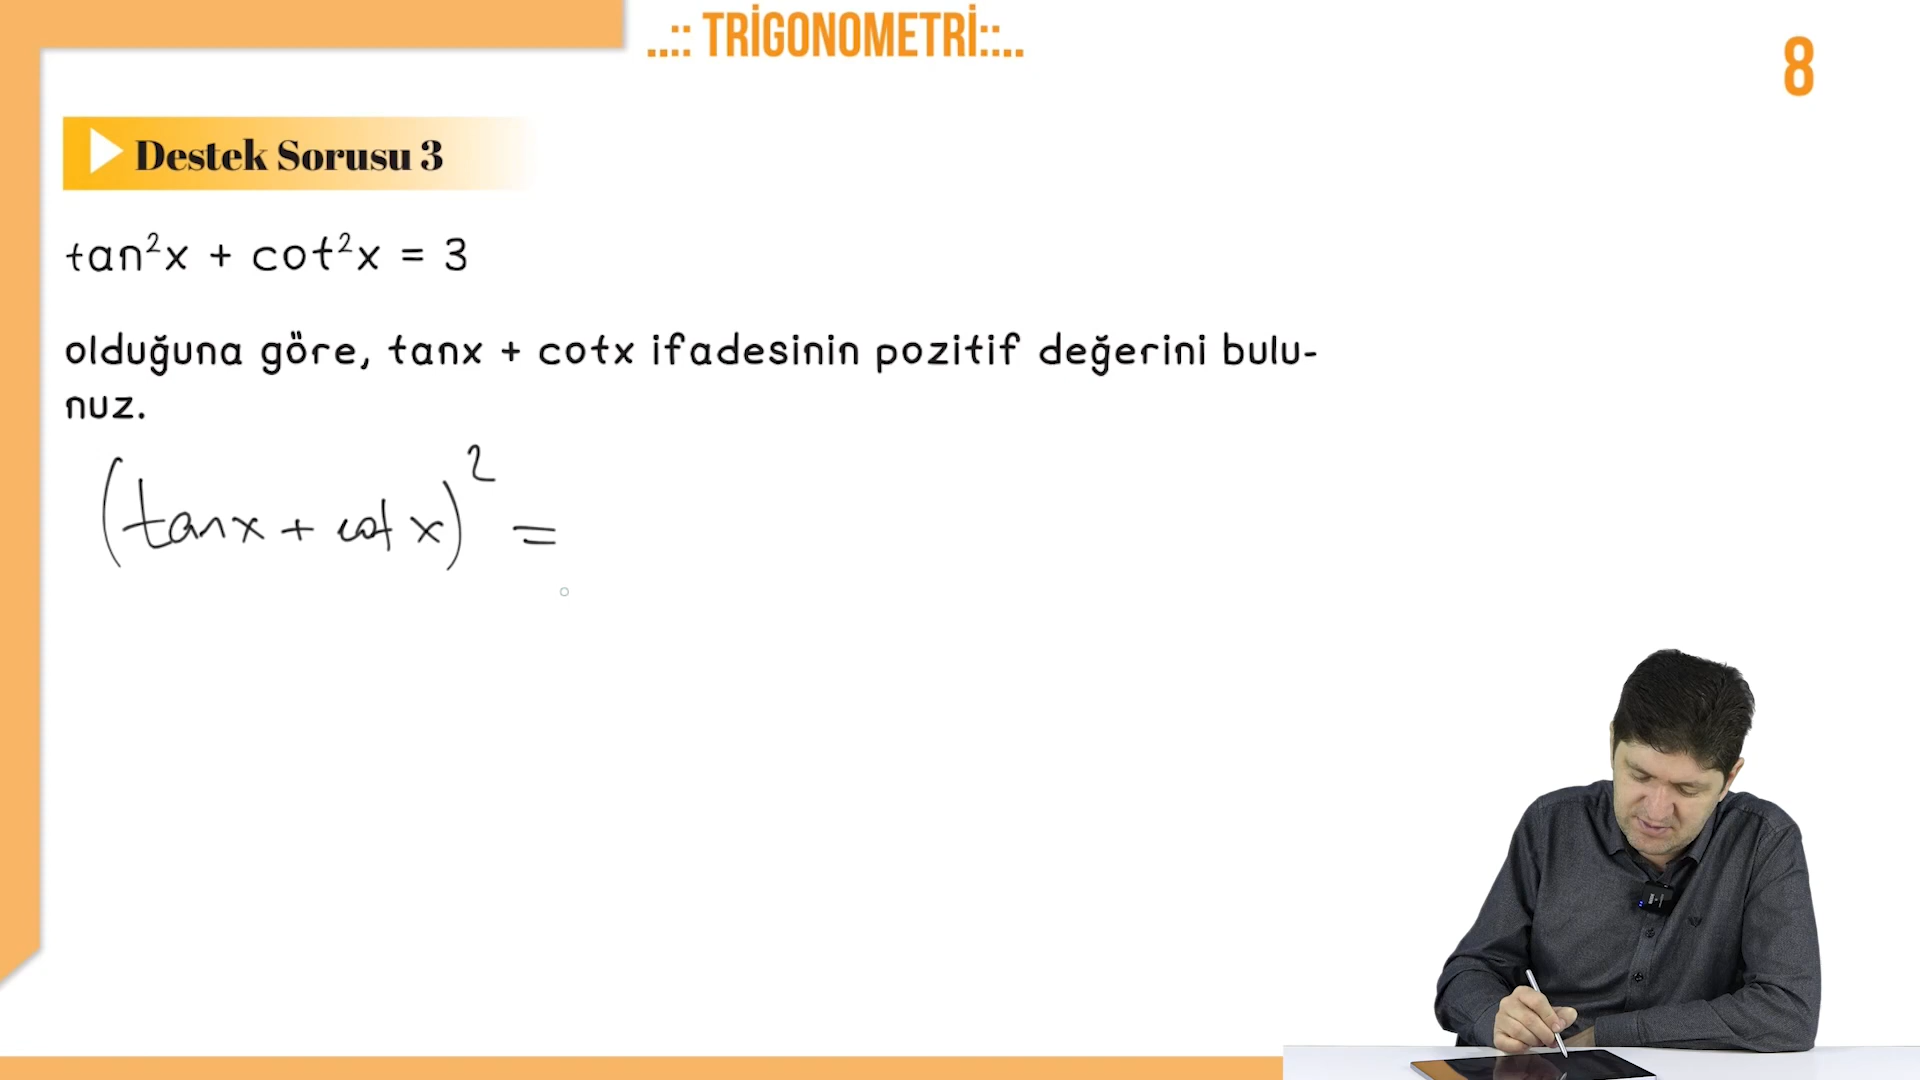 ..:: TRİGONOMETRİ::..
8
Destek Sorusu 3
tan²x + cot²x = 3
olduğuna göre, tanx + cotx ifadesinin pozitif değerini bulu-
nuz.
(tanx + cot x)² =